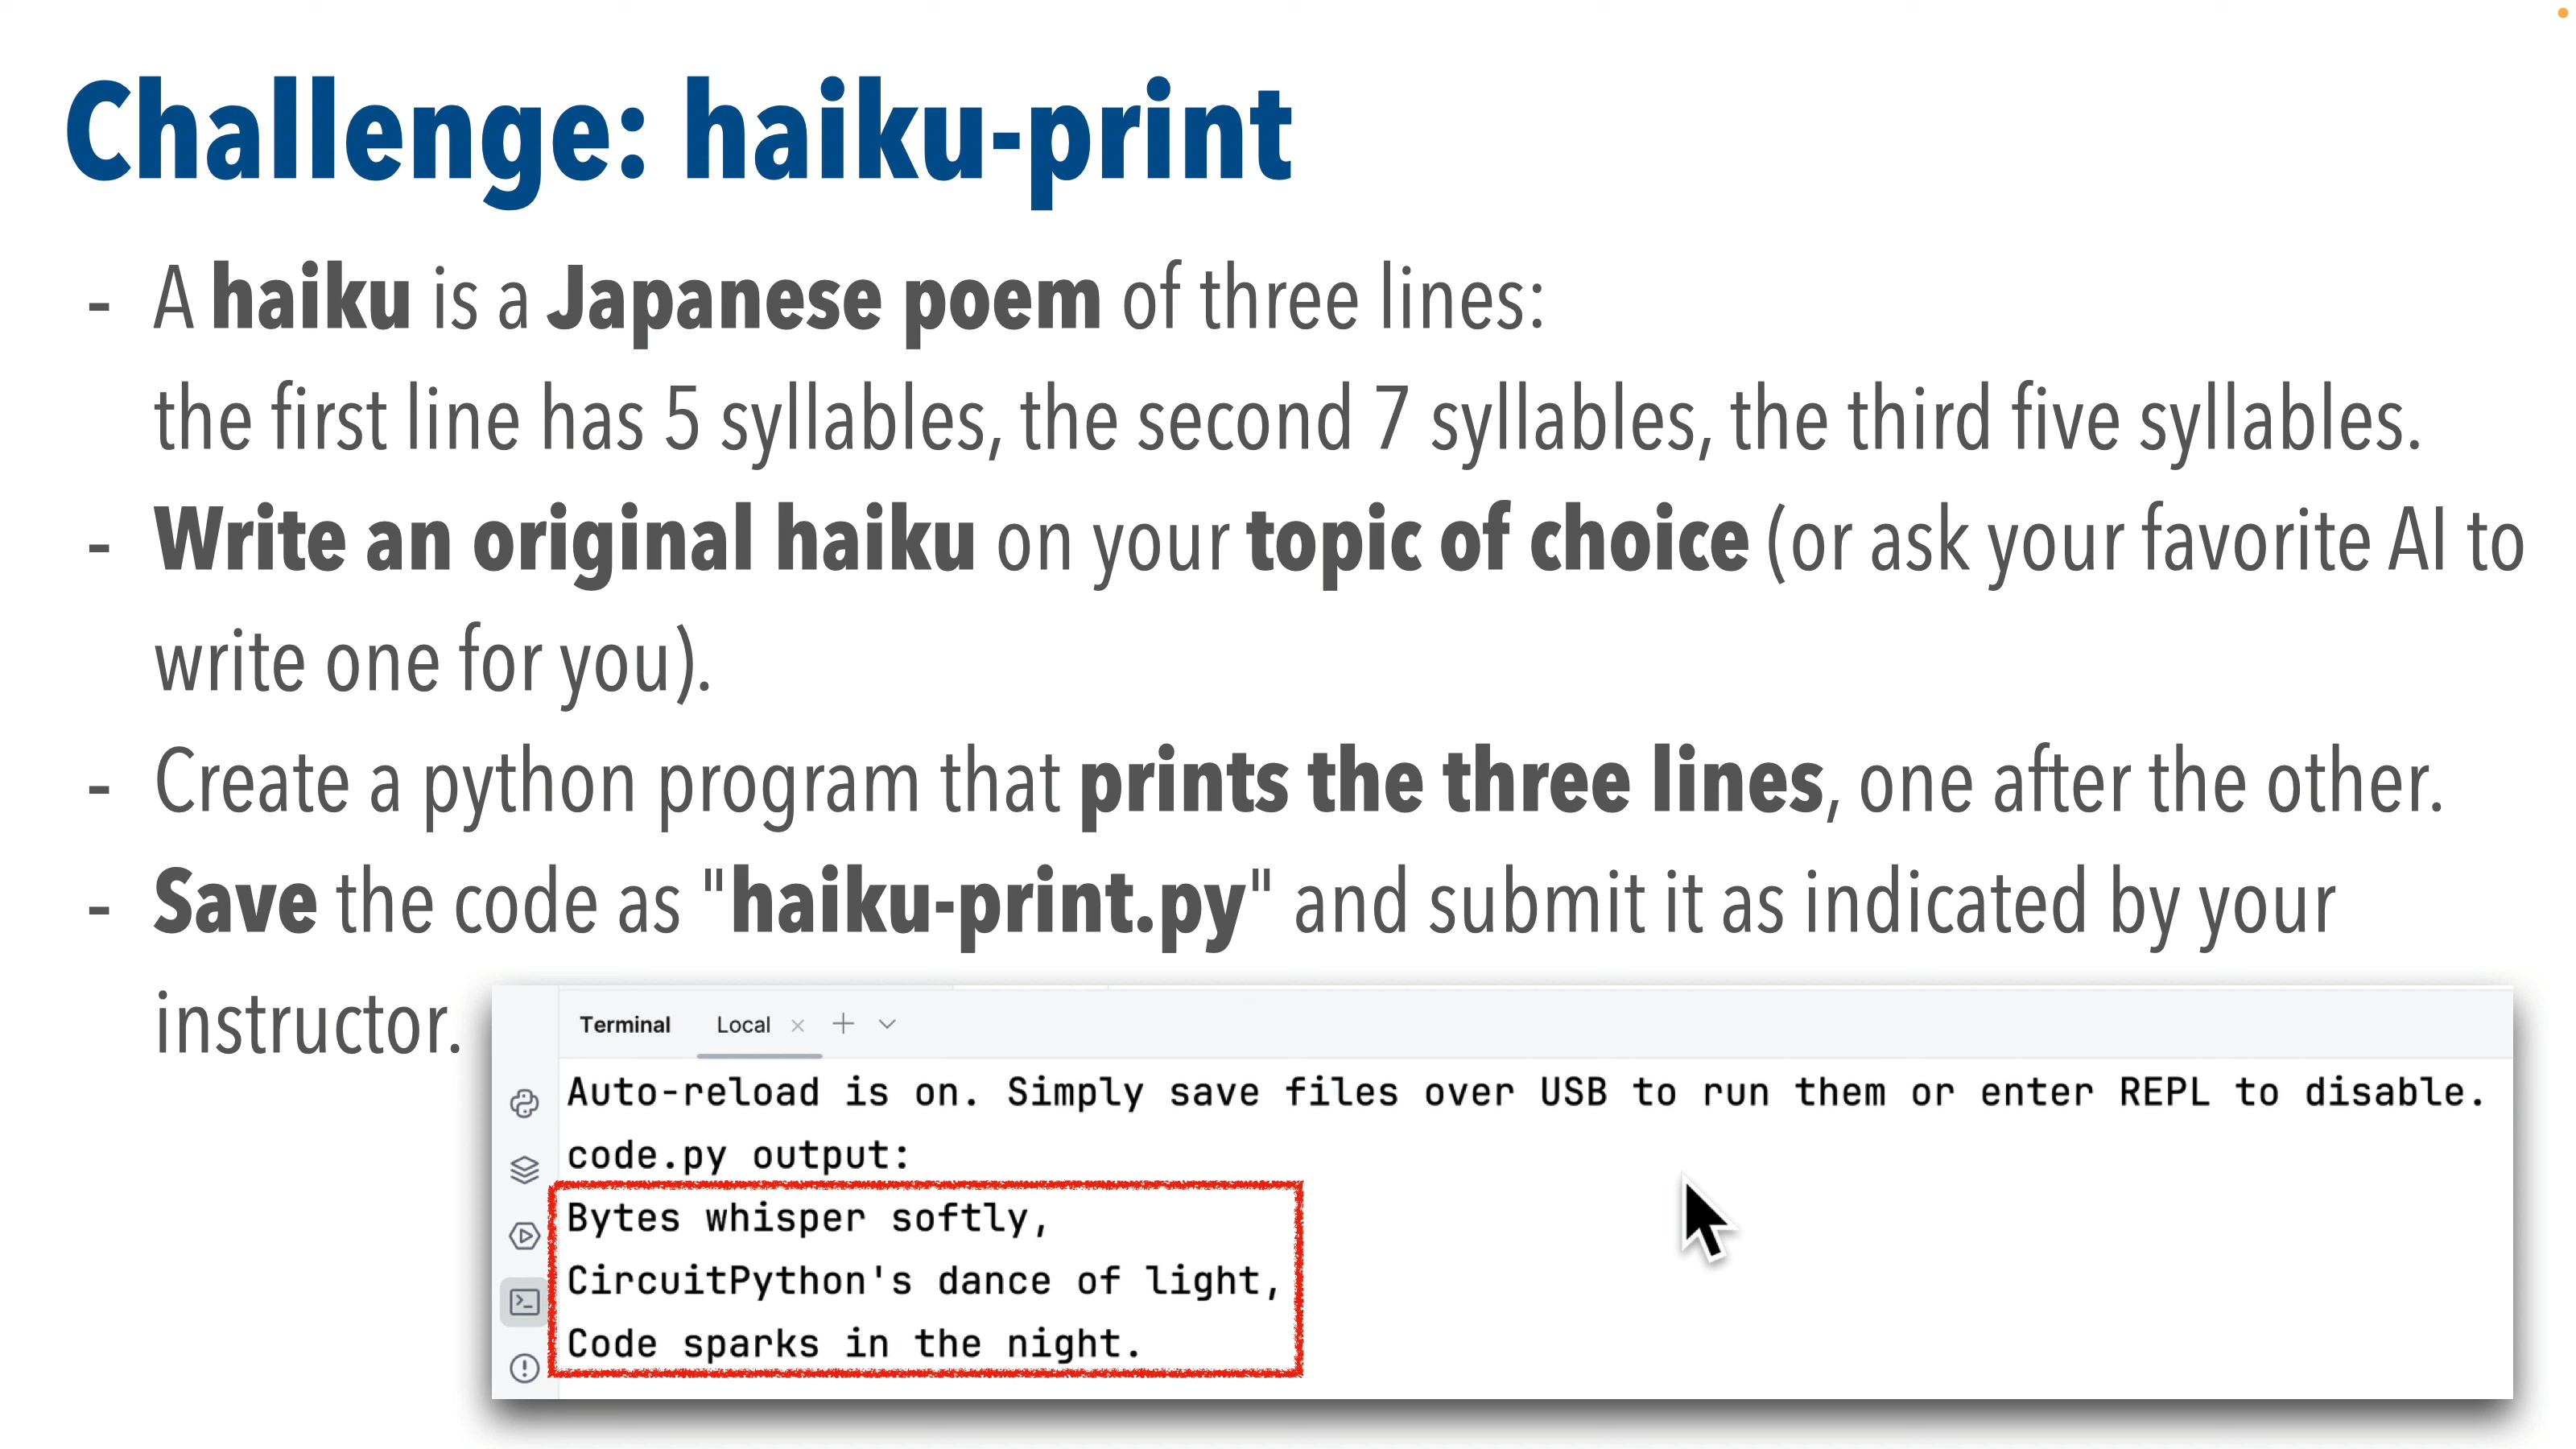 Challenge: haiku-print
- A haiku is a Japanese poem of three lines:
the first line has 5 syllables, the second 7 syllables, the third five syllables.
- Write an original haiku on your topic of choice (or ask your favorite AI to
write one for you).
- Create a python program that prints the three lines, one after the other.
- Save the code as "haiku-print.py" and submit it as indicated by your
instructor.
Terminal Local
Auto-reload is on. Simply save files over USB to run them or enter REPL to disable.
code.py output:
Bytes whisper softly,
CircuitPython's dance of light,
Code sparks in the night.